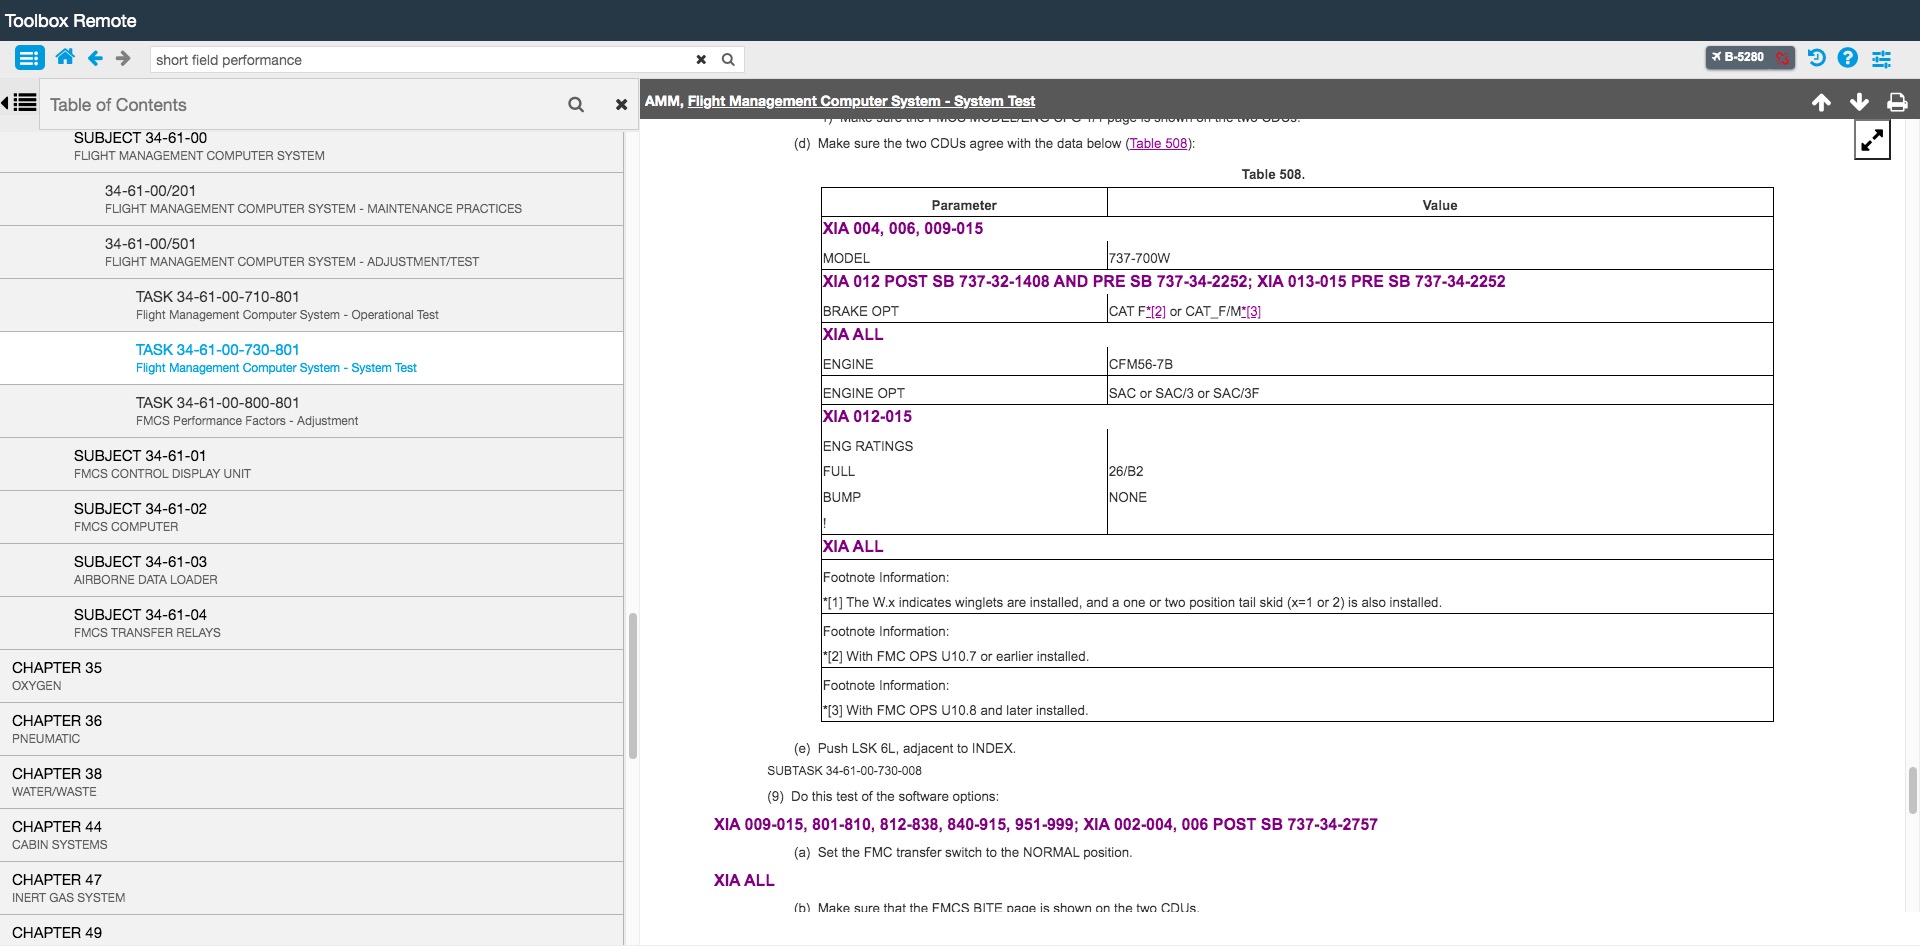 Toolbox Remote
short field performance
B-5280
Table of Contents
SUBJECT 34-61-00
FLIGHT MANAGEMENT COMPUTER SYSTEM
34-61-00/201
FLIGHT MANAGEMENT COMPUTER SYSTEM - MAINTENANCE PRACTICES
34-61-00/501
FLIGHT MANAGEMENT COMPUTER SYSTEM - ADJUSTMENT/TEST
TASK 34-61-00-710-801
Flight Management Computer System - Operational Test
TASK 34-61-00-730-801
Flight Management Computer System - System Test
TASK 34-61-00-800-801
FMCS Performance Factors - Adjustment
SUBJECT 34-61-01
FMCS CONTROL DISPLAY UNIT
SUBJECT 34-61-02
FMCS COMPUTER
SUBJECT 34-61-03
AIRBORNE DATA LOADER
SUBJECT 34-61-04
FMCS TRANSFER RELAYS
CHAPTER 35
OXYGEN
CHAPTER 36
PNEUMATIC
CHAPTER 38
WATER/WASTE
CHAPTER 44
CABIN SYSTEMS
CHAPTER 47
INERT GAS SYSTEM
CHAPTER 49
AMM, Flight Management Computer System - System Test
(d) Make sure the two CDUs agree with the data below (Table 508):
Table 508.
Parameter Value
XIA 004, 006, 009-015
MODEL 737-700W
XIA 012 POST SB 737-32-1408 AND PRE SB 737-34-2252; XIA 013-015 PRE SB 737-34-2252
BRAKE OPT CAT F*[2] or CAT_F/M*[3]
XIA ALL
ENGINE CFM56-7B
ENGINE OPT SAC or SAC/3 or SAC/3F
XIA 012-015
ENG RATINGS
FULL 26/B2
BUMP NONE
!
XIA ALL
Footnote Information:
*[1] The W.x indicates winglets are installed, and a one or two position tail skid (x=1 or 2) is also installed.
Footnote Information:
*[2] With FMC OPS U10.7 or earlier installed.
Footnote Information:
*[3] With FMC OPS U10.8 and later installed.
(e) Push LSK 6L, adjacent to INDEX.
SUBTASK 34-61-00-730-008
(9) Do this test of the software options:
XIA 009-015, 801-810, 812-838, 840-915, 951-999; XIA 002-004, 006 POST SB 737-34-2757
(a) Set the FMC transfer switch to the NORMAL position.
XIA ALL
(b) Make sure that the FMCS BITE page is shown on the two CDUs.